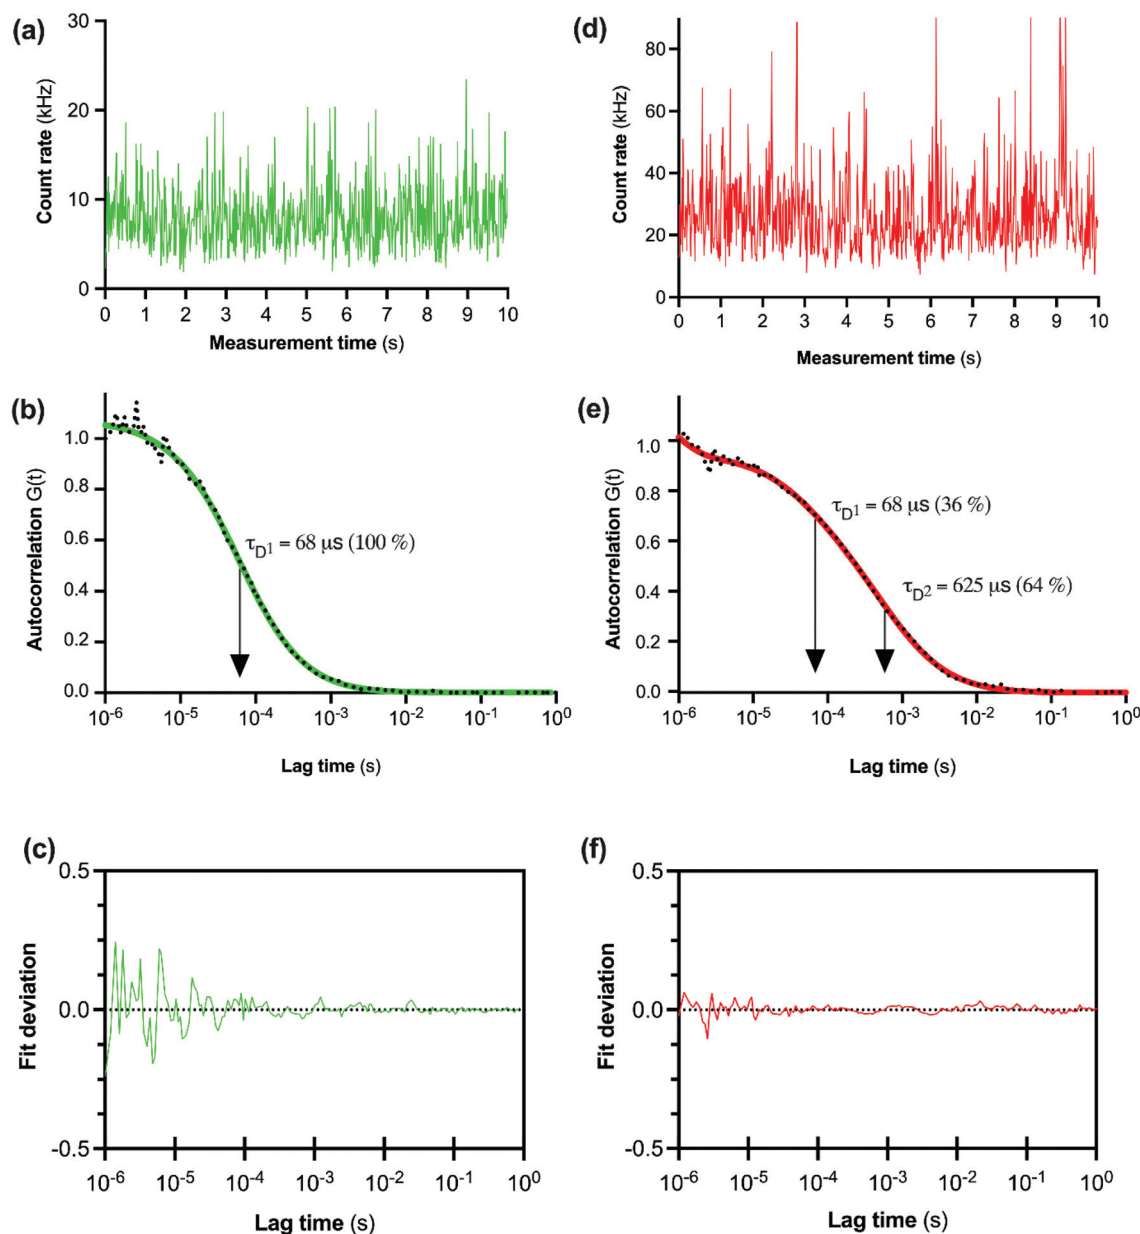 (a)
30
20
10
0
Count rate (kHz)
0 1 2 3 4 5 6 7 8 9 10
Measurement time (s)
(d)
80
60
40
20
0
Count rate (kHz)
0 1 2 3 4 5 6 7 8 9 10
Measurement time (s)
(b)
1.0
0.8
0.6
0.4
0.2
0.0
Autocorrelation G(t)
τD1 = 68 µs (100 %)
10-6 10-5 10-4 10-3 10-2 10-1 100
Lag time (s)
(e)
1.0
0.8
0.6
0.4
0.2
0.0
Autocorrelation G(t)
τD1 = 68 µs (36 %)
τD2 = 625 µs (64 %)
10-6 10-5 10-4 10-3 10-2 10-1 100
Lag time (s)
(c)
0.5
0.0
-0.5
Fit deviation
10-6 10-5 10-4 10-3 10-2 10-1 100
Lag time (s)
(f)
0.5
0.0
-0.5
Fit deviation
10-6 10-5 10-4 10-3 10-2 10-1 100
Lag time (s)